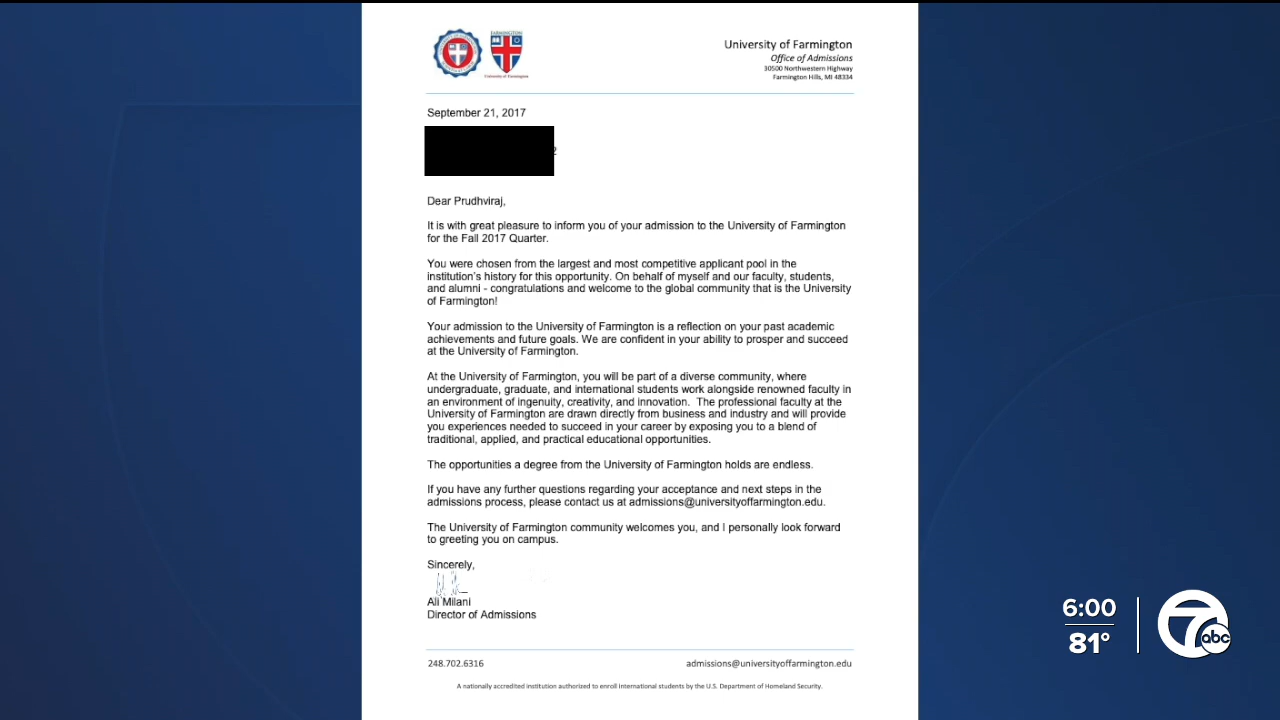 FARMINGTON
University of Farmington
University of Farmington
Office of Admissions
30500 Northwestern Highway
Farmington Hills, MI 48334
September 21, 2017
2
Dear Prudhviraj,
It is with great pleasure to inform you of your admission to the University of Farmington
for the Fall 2017 Quarter.
You were chosen from the largest and most competitive applicant pool in the
institution's history for this opportunity. On behalf of myself and our faculty, students,
and alumni - congratulations and welcome to the global community that is the University
of Farmington!
Your admission to the University of Farmington is a reflection on your past academic
achievements and future goals. We are confident in your ability to prosper and succeed
at the University of Farmington.
At the University of Farmington, you will be part of a diverse community, where
undergraduate, graduate, and international students work alongside renowned faculty in
an environment of ingenuity, creativity, and innovation. The professional faculty at the
University of Farmington are drawn directly from business and industry and will provide
you experiences needed to succeed in your career by exposing you to a blend of
traditional, applied, and practical educational opportunities.
The opportunities a degree from the University of Farmington holds are endless.
If you have any further questions regarding your acceptance and next steps in the
admissions process, please contact us at admissions@universityoffarmington.edu.
The University of Farmington community welcomes you, and I personally look forward
to greeting you on campus.
Sincerely,
Ali Milani
Director of Admissions
248.702.6316
admissions@universityoffarmington.edu
A nationally accredited institution authorized to enroll international students by the U.S. Department of Homeland Security.
6:00
81°
7 abc